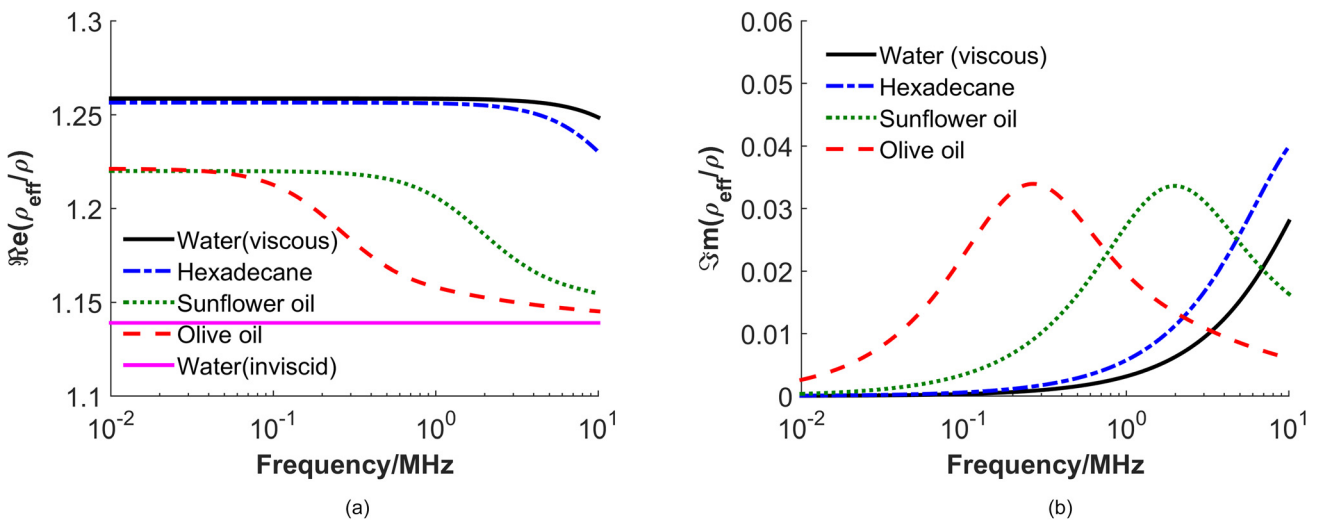 1.3
1.25
1.2
1.15
1.1
ℜe(ρeff/ρ)
Water(viscous)
Hexadecane
Sunflower oil
Olive oil
Water(inviscid)
10-2
10-1
100
101
Frequency/MHz
(a)
0.06
0.05
0.04
0.03
0.02
0.01
0
ℑm(ρeff/ρ)
Water (viscous)
Hexadecane
Sunflower oil
Olive oil
10-2
10-1
100
101
Frequency/MHz
(b)